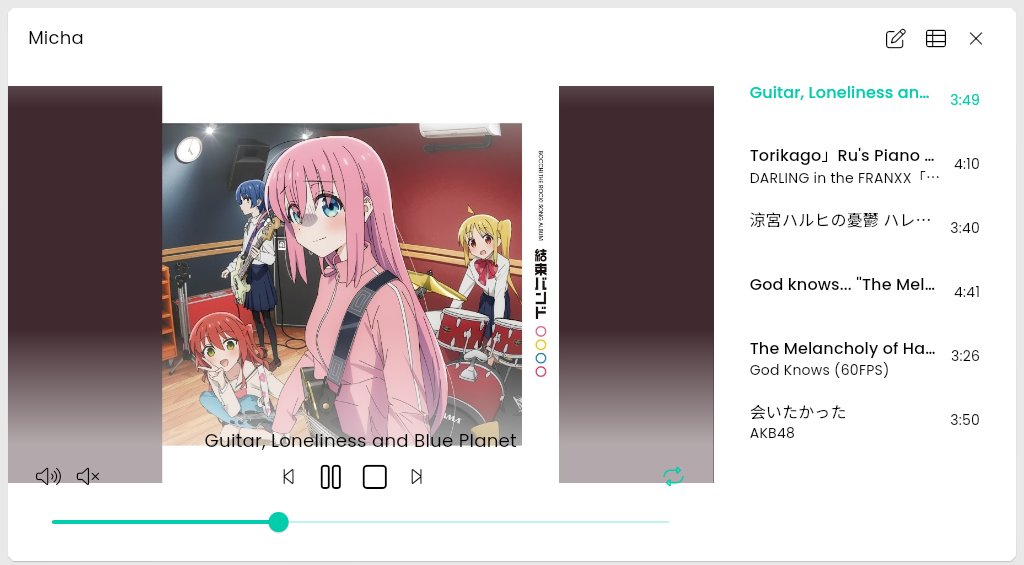 Micha
BOCCHI THE ROCK! SONG ALBUM
結束バンド
Guitar, Loneliness and Blue Planet
Guitar, Loneliness an...
3:49
Torikago」Ru's Piano ...
4:10
DARLING in the FRANXX「…
涼宮ハルヒの憂鬱 ハレ…
3:40
God knows... "The Mel...
4:41
The Melancholy of Ha...
3:26
God Knows (60FPS)
会いたかった
3:50
AKB48